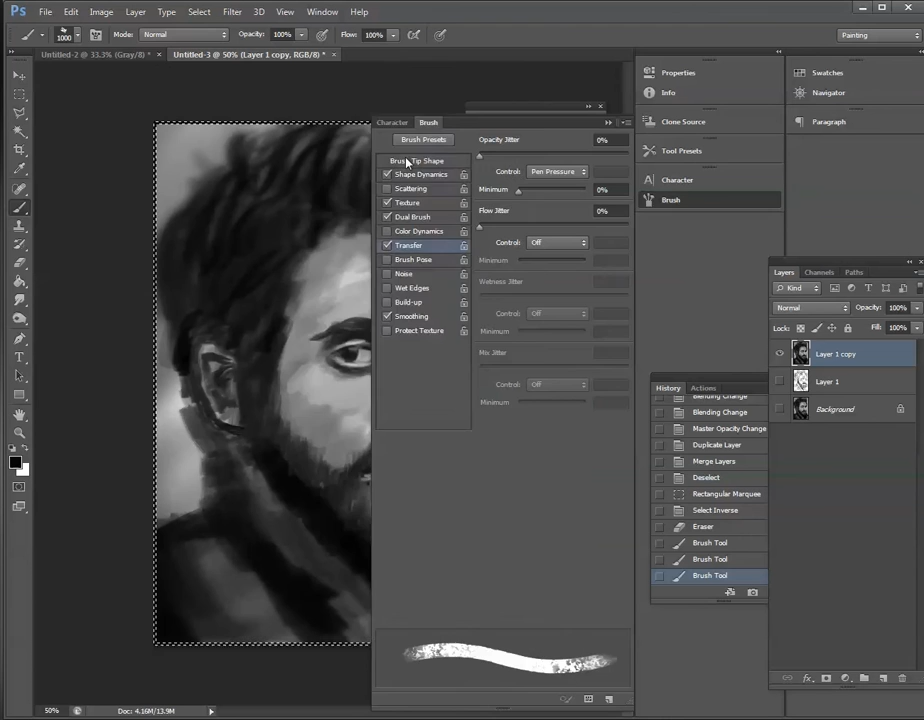 Ps File Edit Image Layer Type Select Filter 3D View Window Help
1000 Mode: Normal Opacity: 100% Flow: 100% Painting
Untitled-2 @ 33.3% (Gray/8) * × Untitled-3 @ 50% (Layer 1 copy, RGB/8) * ×
Character Brush
Brush Presets
Brush Tip Shape
Shape Dynamics
Scattering
Texture
Dual Brush
Color Dynamics
Transfer
Brush Pose
Noise
Wet Edges
Build-up
Smoothing
Protect Texture
Opacity Jitter 0%
Control: Pen Pressure
Minimum 0%
Flow Jitter 0%
Control: Off
Minimum
Wetness Jitter
Control: Off
Minimum
Mix Jitter
Control: Off
Minimum
Properties
Info
Clone Source
Tool Presets
Character
Brush
Swatches
Navigator
Paragraph
History Actions
Blending Change
Blending Change
Master Opacity Change
Duplicate Layer
Merge Layers
Deselect
Rectangular Marquee
Select Inverse
Eraser
Brush Tool
Brush Tool
Brush Tool
Layers Channels Paths
Kind
Normal Opacity: 100%
Lock: Fill: 100%
Layer 1 copy
Layer 1
Background
fx
50% Doc: 4.16M/13.9M